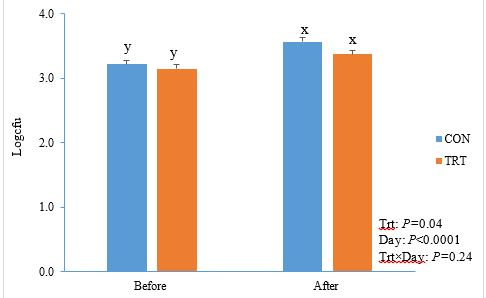 4.0
3.0
2.0
1.0
0.0
Logcfu
y y
x x
Before After
CON
TRT
Trt: P=0.04
Day: P<0.0001
Trt×Day: P=0.24